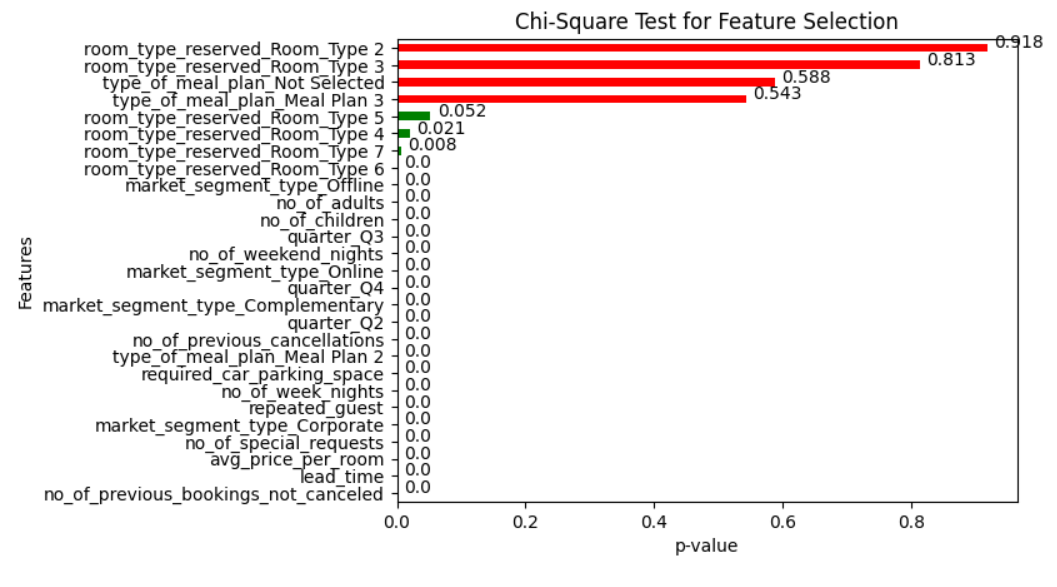 Chi-Square Test for Feature Selection
room_type_reserved_Room_Type 2 0.918
room_type_reserved_Room_Type 3 0.813
type_of_meal_plan_Not Selected 0.588
type_of_meal_plan_Meal Plan 3 0.543
room_type_reserved_Room_Type 5 0.052
room_type_reserved_Room_Type 4 0.021
room_type_reserved_Room_Type 7 0.008
room_type_reserved_Room_Type 6 0.0
market_segment_type_Offline 0.0
no_of_adults 0.0
no_of_children 0.0
quarter_Q3 0.0
no_of_weekend_nights 0.0
market_segment_type_Online 0.0
quarter_Q4 0.0
market_segment_type_Complementary 0.0
quarter_Q2 0.0
no_of_previous_cancellations 0.0
type_of_meal_plan_Meal Plan 2 0.0
required_car_parking_space 0.0
no_of_week_nights 0.0
repeated_guest 0.0
market_segment_type_Corporate 0.0
no_of_special_requests 0.0
avg_price_per_room 0.0
lead_time 0.0
no_of_previous_bookings_not_canceled 0.0
Features
0.0 0.2 0.4 0.6 0.8
p-value